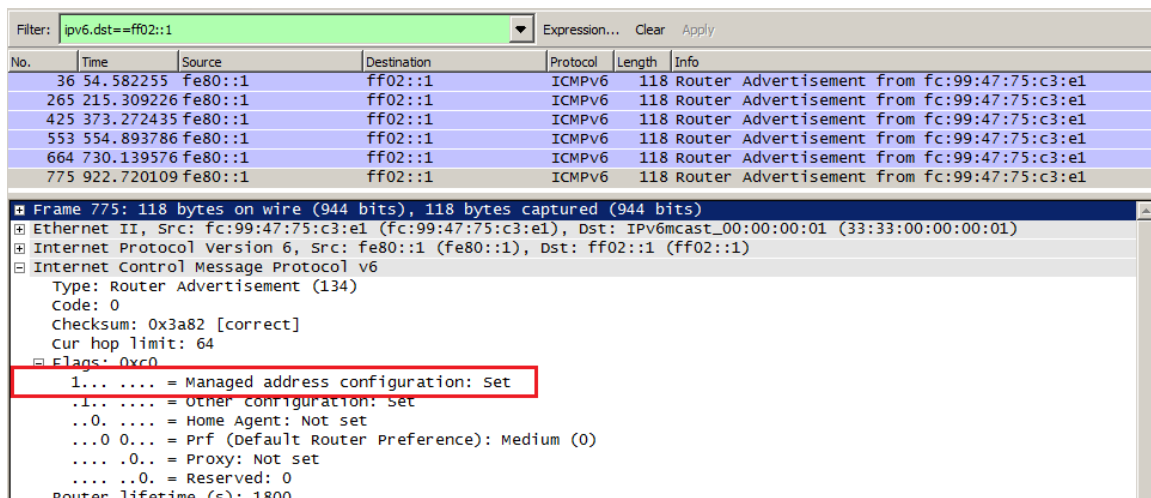 Filter: ipv6.dst==ff02::1 Expression... Clear Apply
No. Time Source Destination Protocol Length Info
36 54.582255 fe80::1 ff02::1 ICMPv6 118 Router Advertisement from fc:99:47:75:c3:e1
265 215.309226 fe80::1 ff02::1 ICMPv6 118 Router Advertisement from fc:99:47:75:c3:e1
425 373.272435 fe80::1 ff02::1 ICMPv6 118 Router Advertisement from fc:99:47:75:c3:e1
553 554.893786 fe80::1 ff02::1 ICMPv6 118 Router Advertisement from fc:99:47:75:c3:e1
664 730.139576 fe80::1 ff02::1 ICMPv6 118 Router Advertisement from fc:99:47:75:c3:e1
775 922.720109 fe80::1 ff02::1 ICMPv6 118 Router Advertisement from fc:99:47:75:c3:e1
Frame 775: 118 bytes on wire (944 bits), 118 bytes captured (944 bits)
Ethernet II, Src: fc:99:47:75:c3:e1 (fc:99:47:75:c3:e1), Dst: IPv6mcast_00:00:00:01 (33:33:00:00:00:01)
Internet Protocol Version 6, Src: fe80::1 (fe80::1), Dst: ff02::1 (ff02::1)
Internet Control Message Protocol v6
Type: Router Advertisement (134)
Code: 0
Checksum: 0x3a82 [correct]
Cur hop limit: 64
Flags: 0xc0
1... .... = Managed address configuration: Set
.1.. .... = Other configuration: Set
..0. .... = Home Agent: Not set
...0 0... = Prf (Default Router Preference): Medium (0)
.... .0.. = Proxy: Not set
.... ..0. = Reserved: 0
Router lifetime (s): 1800